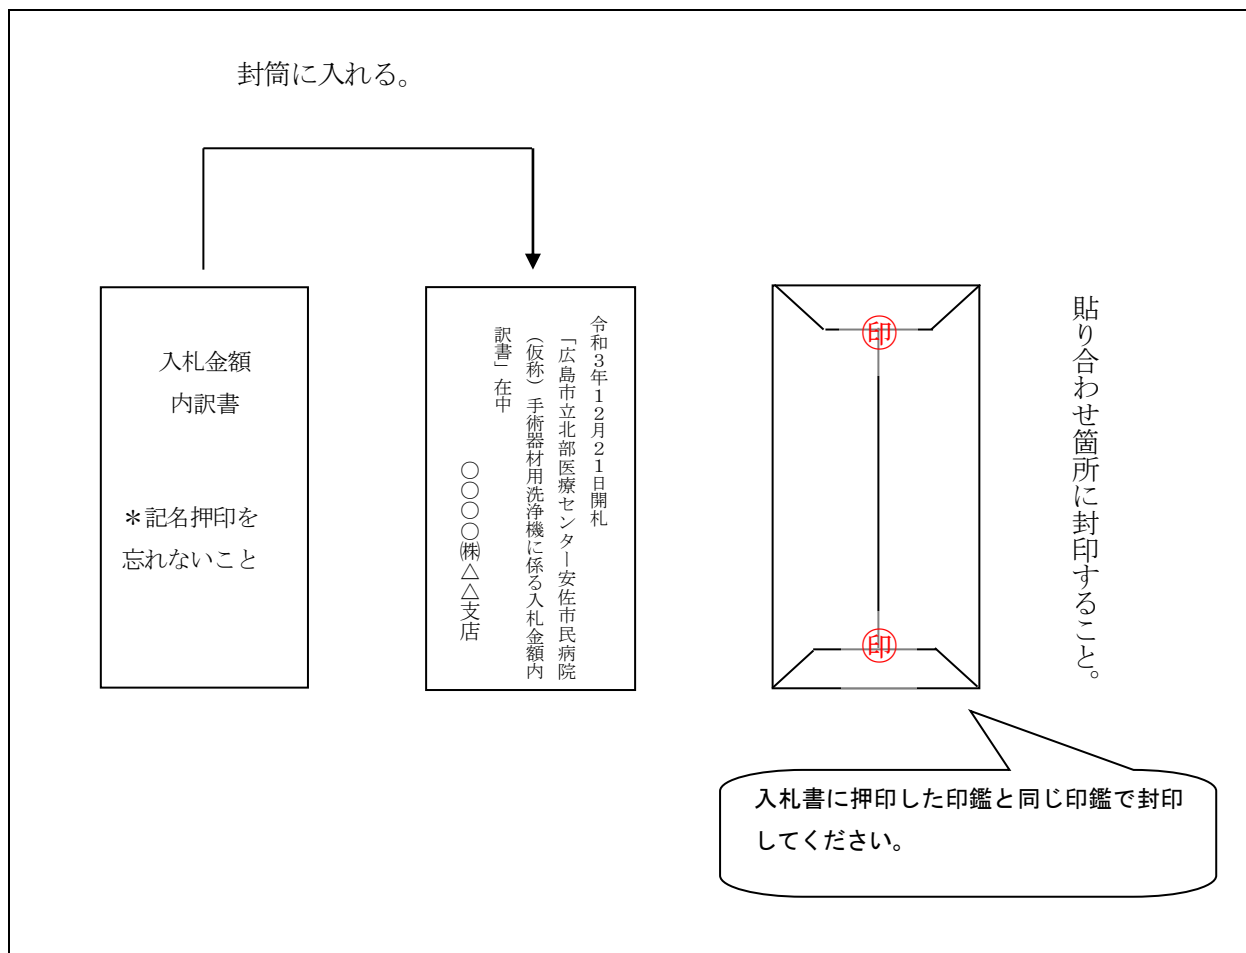 封筒に入れる。
入札金額
内訳書
＊記名押印を
忘れないこと
令和３年１２月２１日開札
「広島市立北部医療センター安佐市民病院
（仮称）手術器材用洗浄機に係る入札金額内
訳書」在中
○○○○㈱△△支店
印
印
貼り合わせ箇所に封印すること。
入札書に押印した印鑑と同じ印鑑で封印
してください。